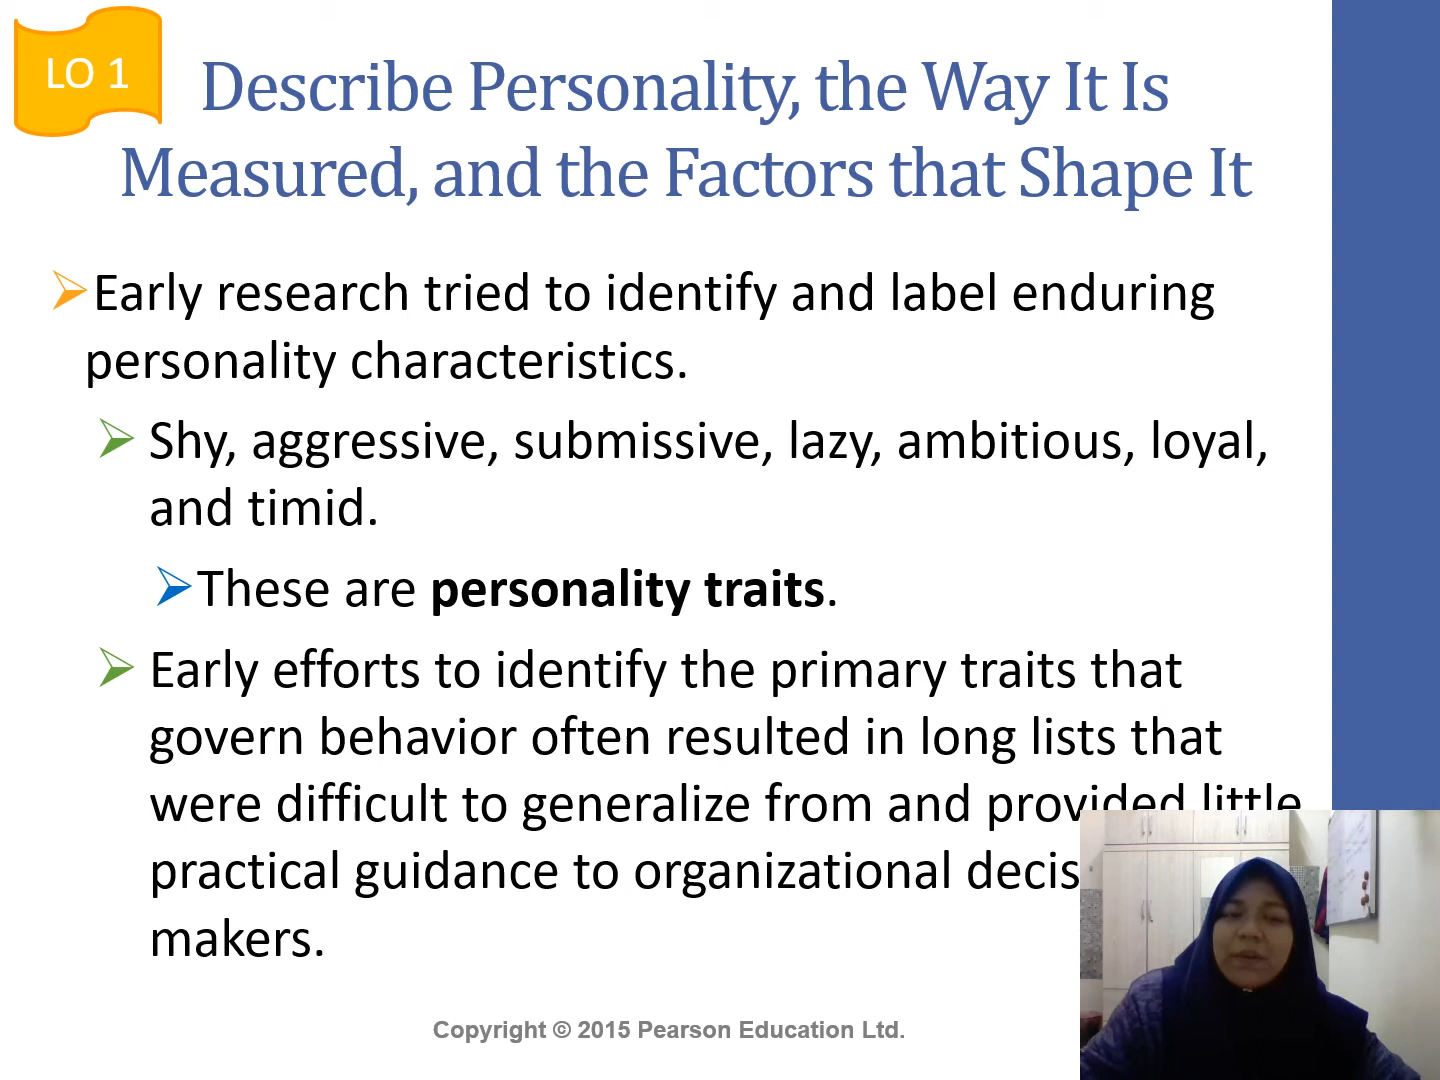 LO 1
Describe Personality, the Way It Is
Measured, and the Factors that Shape It
Early research tried to identify and label enduring
personality characteristics.
Shy, aggressive, submissive, lazy, ambitious, loyal,
and timid.
These are personality traits.
Early efforts to identify the primary traits that
govern behavior often resulted in long lists that
were difficult to generalize from and provided little
practical guidance to organizational decis
makers.
Copyright © 2015 Pearson Education Ltd.